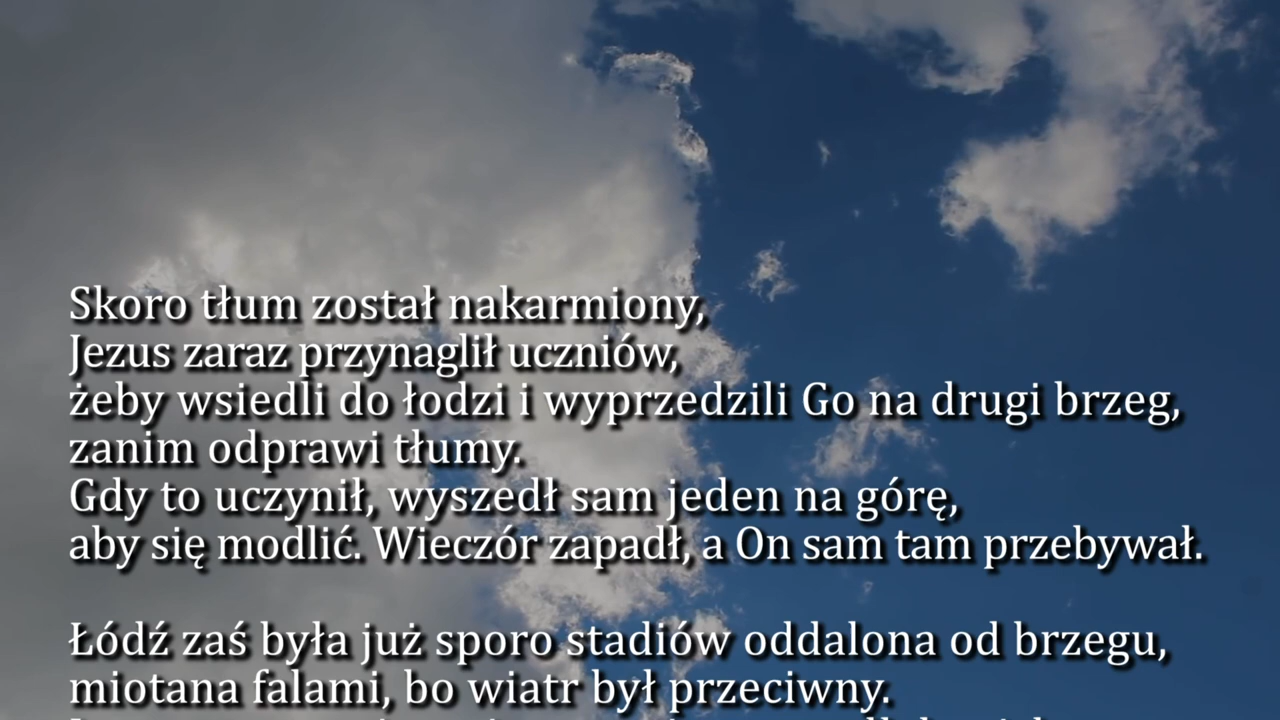 Skoro tłum został nakarmiony,
Jezus zaraz przynaglił uczniów,
żeby wsiedli do łodzi i wyprzedzili Go na drugi brzeg,
zanim odprawi tłumy.
Gdy to uczynił, wyszedł sam jeden na górę,
aby się modlić. Wieczór zapadł, a On sam tam przebywał.
Łódź zaś była już sporo stadiów oddalona od brzegu,
miotana falami, bo wiatr był przeciwny.